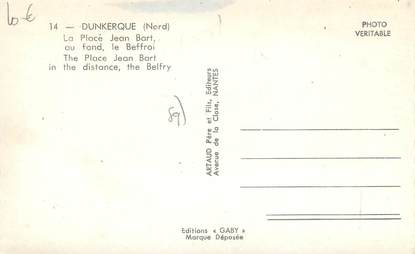 10 €
14 — DUNKERQUE (Nord)
La Place Jean Bart,
au fond, le Beffroi
The Place Jean Bart
in the distance, the Belfry
PHOTO
VERITABLE
59)
ARTAUD Père et Fils, Editeurs
Avenue de la Close, NANTES
Editions « GABY »
Marque Déposée